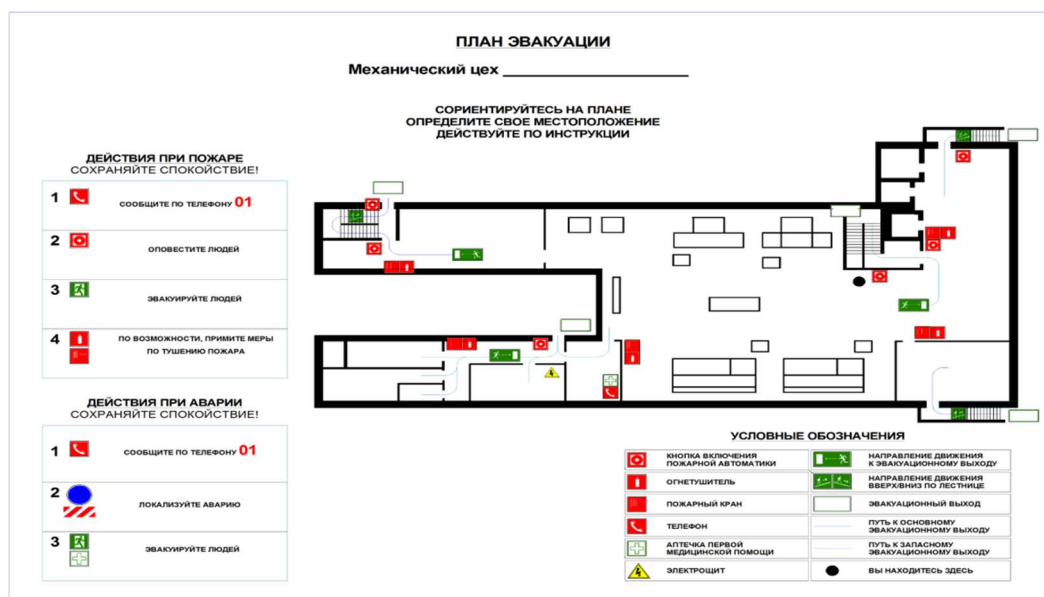 ПЛАН ЭВАКУАЦИИ
Механический цех
СОРИЕНТИРУЙТЕСЬ НА ПЛАНЕ
ОПРЕДЕЛИТЕ СВОЕ МЕСТОПОЛОЖЕНИЕ
ДЕЙСТВУЙТЕ ПО ИНСТРУКЦИИ
ДЕЙСТВИЯ ПРИ ПОЖАРЕ
СОХРАНЯЙТЕ СПОКОЙСТВИЕ!
1 СООБЩИТЕ ПО ТЕЛЕФОНУ 01
2 ОПОВЕСТИТЕ ЛЮДЕЙ
3 ЭВАКУИРУЙТЕ ЛЮДЕЙ
4 ПО ВОЗМОЖНОСТИ, ПРИМИТЕ МЕРЫ
ПО ТУШЕНИЮ ПОЖАРА
ДЕЙСТВИЯ ПРИ АВАРИИ
СОХРАНЯЙТЕ СПОКОЙСТВИЕ!
1 СООБЩИТЕ ПО ТЕЛЕФОНУ 01
2 ЛОКАЛИЗУЙТЕ АВАРИЮ
3 ЭВАКУИРУЙТЕ ЛЮДЕЙ
УСЛОВНЫЕ ОБОЗНАЧЕНИЯ
КНОПКА ВКЛЮЧЕНИЯ
ПОЖАРНОЙ АВТОМАТИКИ
ОГНЕТУШИТЕЛЬ
ПОЖАРНЫЙ КРАН
ТЕЛЕФОН
АПТЕЧКА ПЕРВОЙ
МЕДИЦИНСКОЙ ПОМОЩИ
ЭЛЕКТРОЩИТ
НАПРАВЛЕНИЕ ДВИЖЕНИЯ
К ЭВАКУАЦИОННОМУ ВЫХОДУ
НАПРАВЛЕНИЕ ДВИЖЕНИЯ
ВВЕРХ/ВНИЗ ПО ЛЕСТНИЦЕ
ЭВАКУАЦИОННЫЙ ВЫХОД
ПУТЬ К ОСНОВНОМУ
ЭВАКУАЦИОННОМУ ВЫХОДУ
ПУТЬ К ЗАПАСНОМУ
ЭВАКУАЦИОННОМУ ВЫХОДУ
ВЫ НАХОДИТЕСЬ ЗДЕСЬ